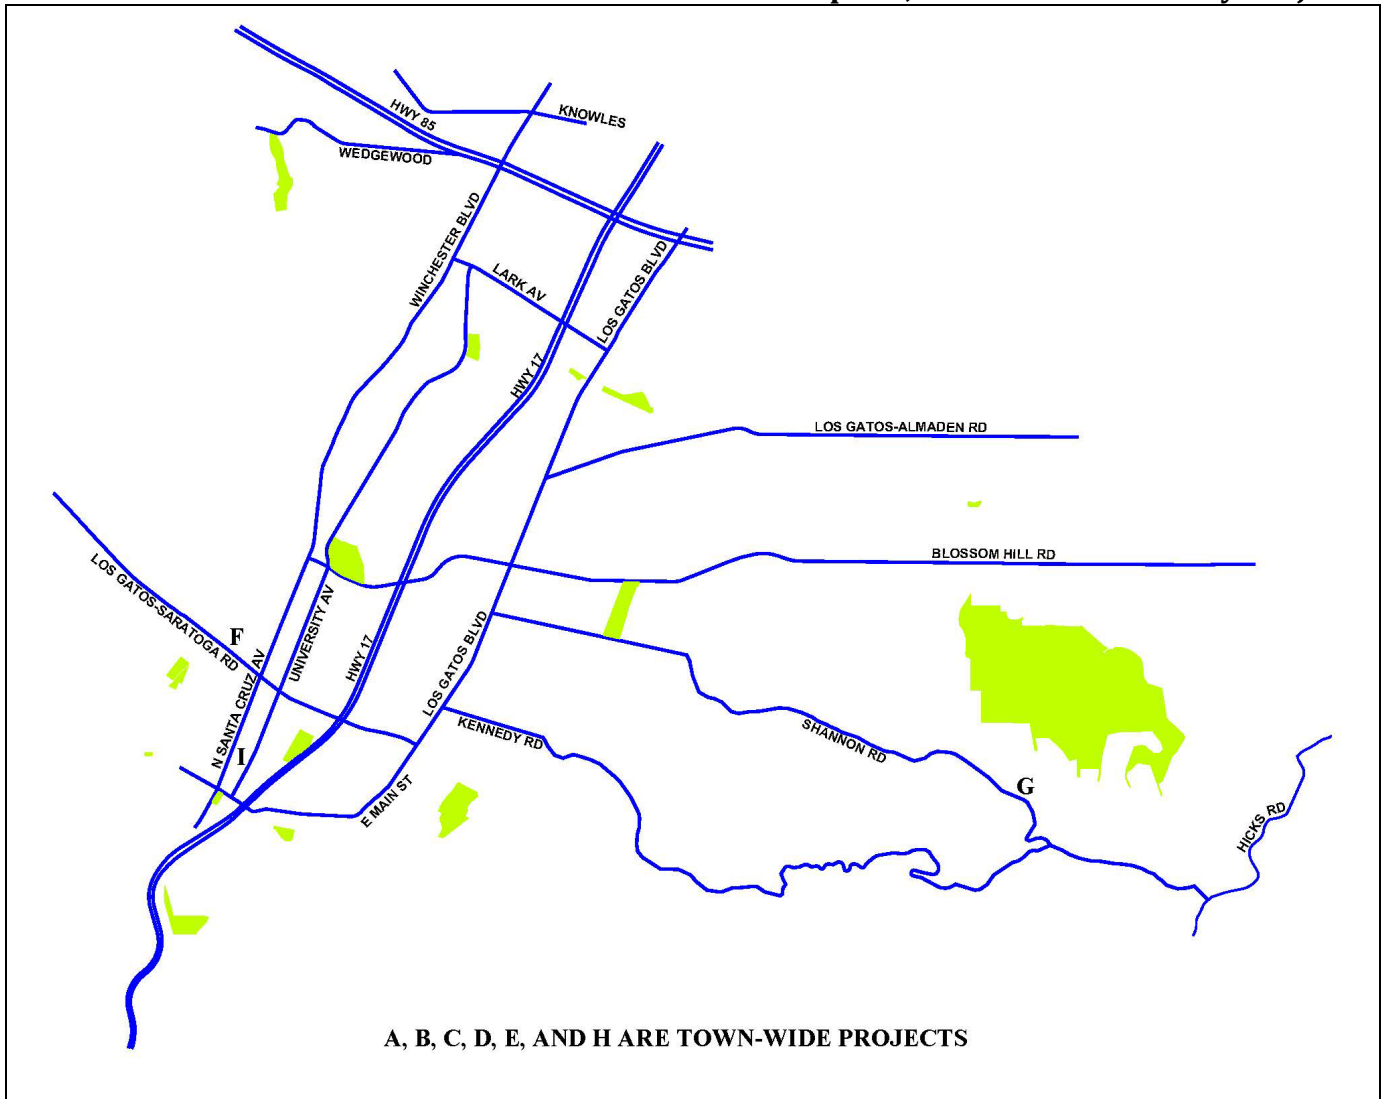 KNOWLES
HWY 85
WEDGEWOOD
WINCHESTER BLVD
LARK AV
LOS GATOS BLVD
HWY 17
LOS GATOS-ALMADEN RD
BLOSSOM HILL RD
LOS GATOS-SARATOGA RD
F
UNIVERSITY AV
HWY 17
LOS GATOS BLVD
N SANTA CRUZ AV
I
KENNEDY RD
SHANNON RD
G
E MAIN ST
HICKS RD
A, B, C, D, E, AND H ARE TOWN-WIDE PROJECTS